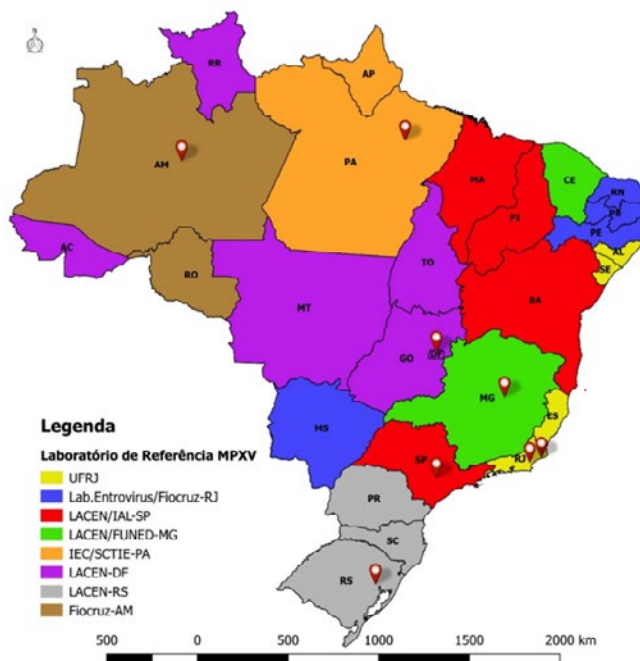 RR
AP
AM
PA
MA
CE
RN
PB
PE
PI
AL
SE
AC
RO
TO
BA
MT
GO
DF
MG
ES
MS
SP
RJ
PR
SC
RS
Legenda
Laboratório de Referência MPXV
UFRJ
Lab.Entrovirus/Fiocruz-RJ
LACEN/IAL-SP
LACEN/FUNED-MG
IEC/SCTIE-PA
LACEN-DF
LACEN-RS
Fiocruz-AM
500 0 500 1000 1500 2000 km